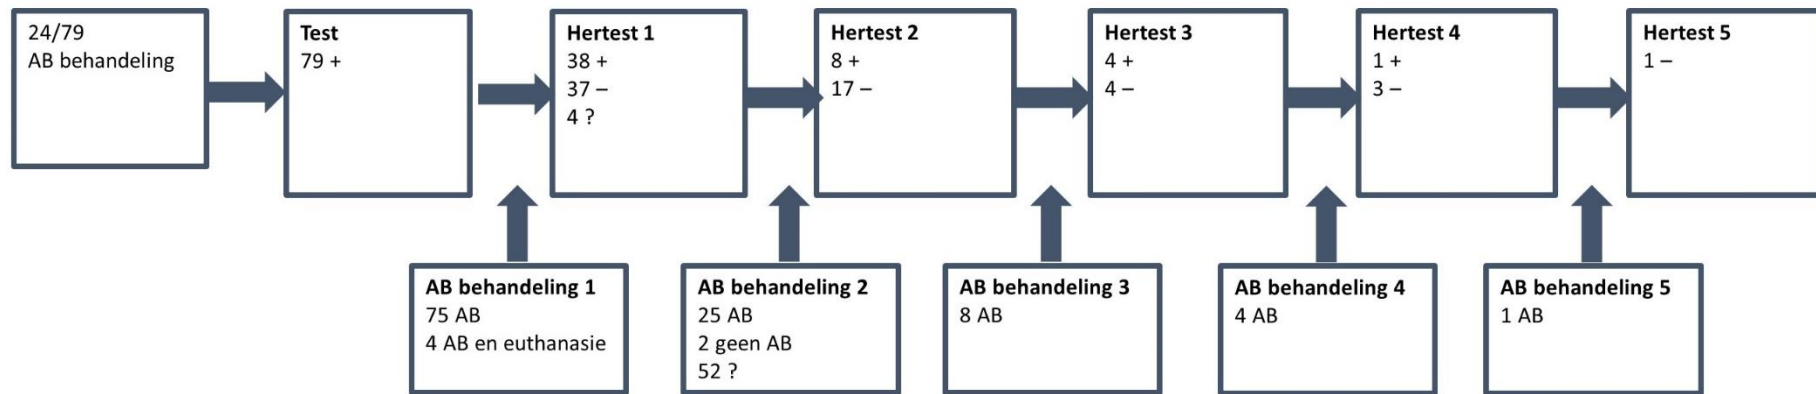 24/79
AB behandeling
Test
79 +
Hertest 1
38 +
37 –
4 ?
Hertest 2
8 +
17 –
Hertest 3
4 +
4 –
Hertest 4
1 +
3 –
Hertest 5
1 –
AB behandeling 1
75 AB
4 AB en euthanasie
AB behandeling 2
25 AB
2 geen AB
52 ?
AB behandeling 3
8 AB
AB behandeling 4
4 AB
AB behandeling 5
1 AB